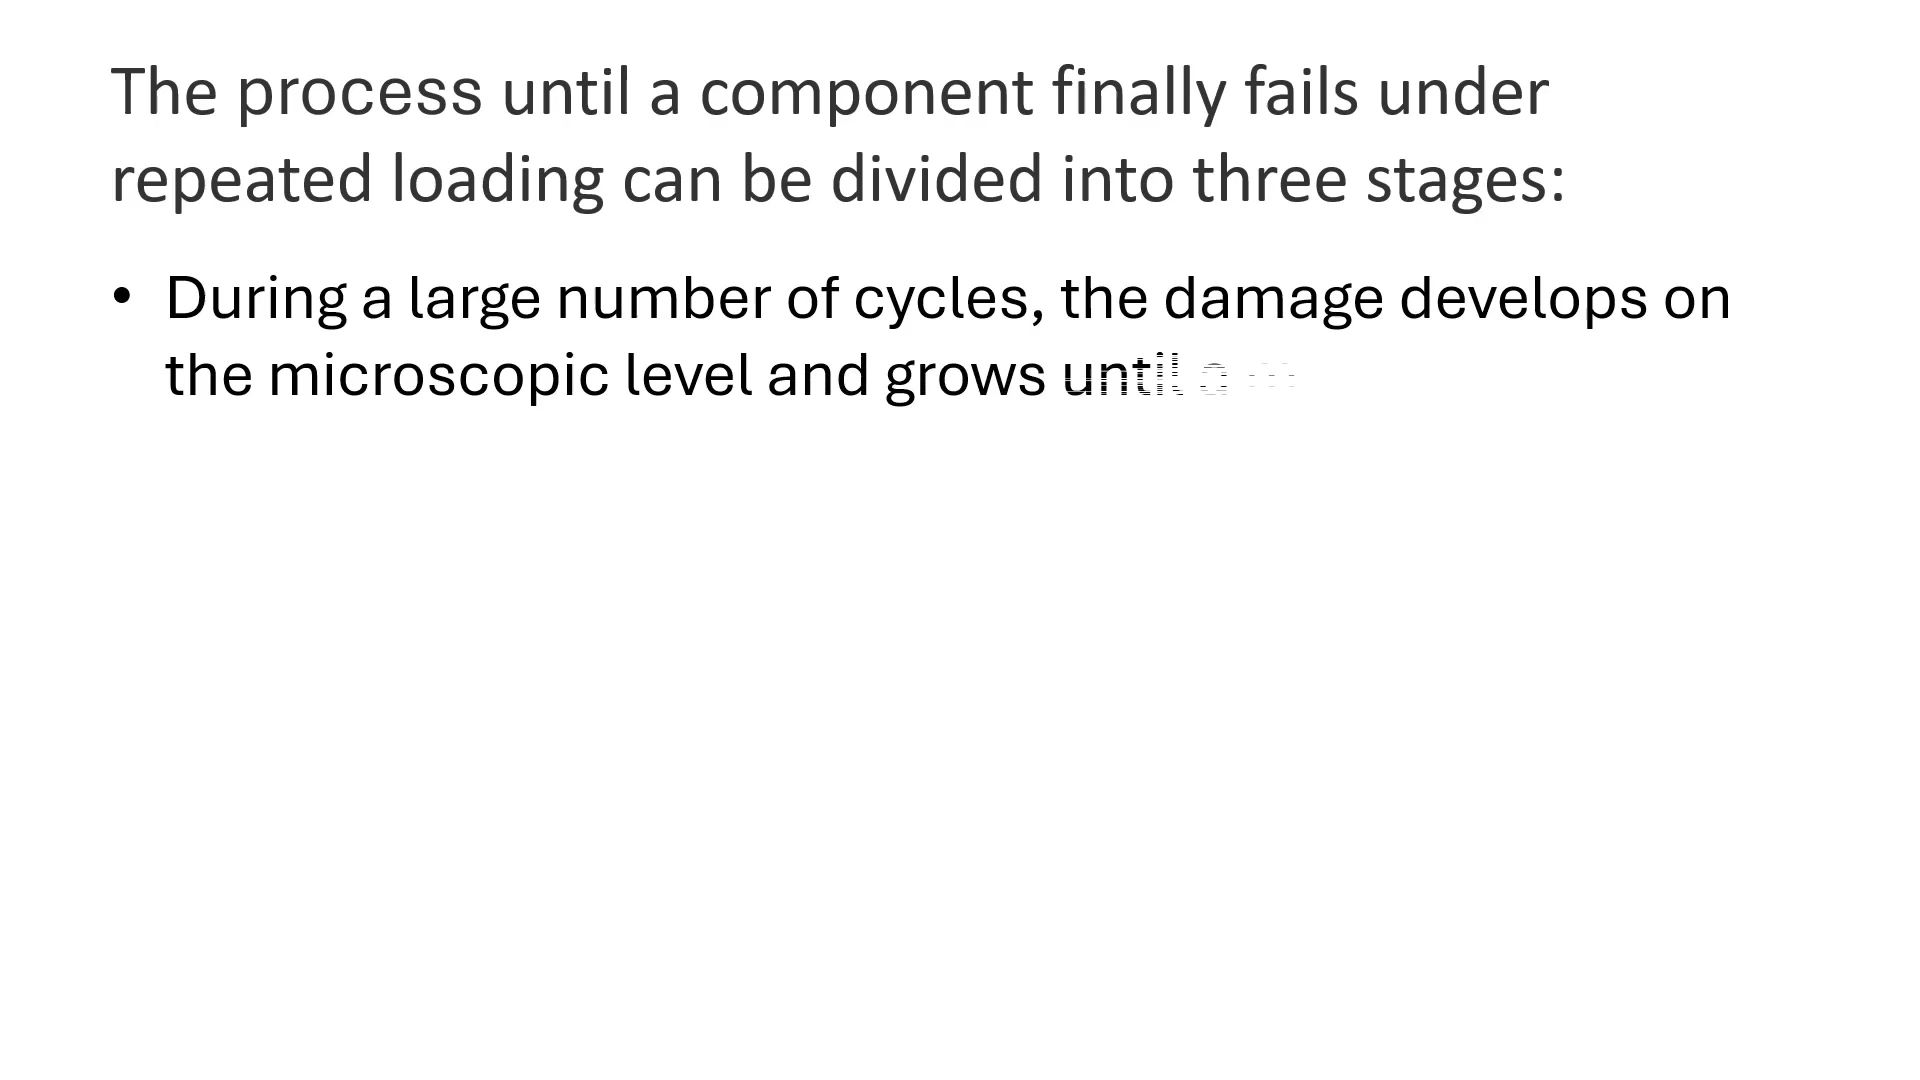 The process until a component finally fails under
repeated loading can be divided into three stages:
• During a large number of cycles, the damage develops on
the microscopic level and grows until a